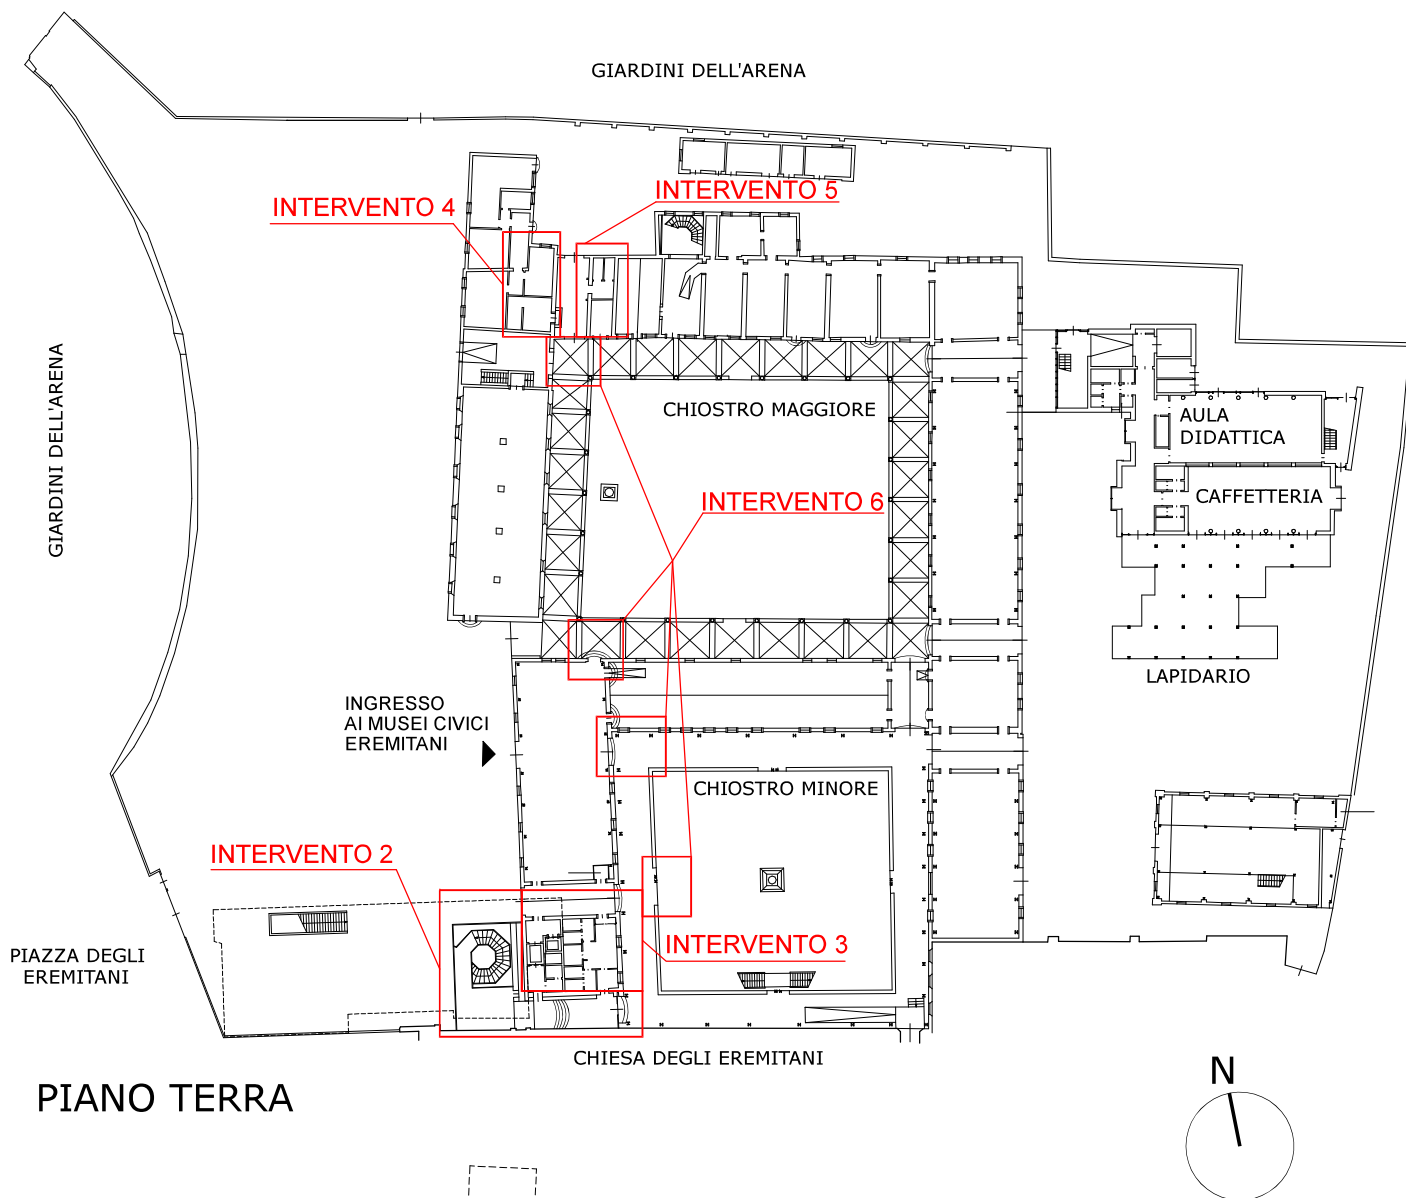 GIARDINI DELL'ARENA
INTERVENTO 5
INTERVENTO 4
GIARDINI DELL'ARENA
CHIOSTRO MAGGIORE
AULA
DIDATTICA
CAFFETTERIA
INTERVENTO 6
LAPIDARIO
INGRESSO
AI MUSEI CIVICI
EREMITANI
CHIOSTRO MINORE
INTERVENTO 2
INTERVENTO 3
PIAZZA DEGLI
EREMITANI
CHIESA DEGLI EREMITANI
PIANO TERRA
N